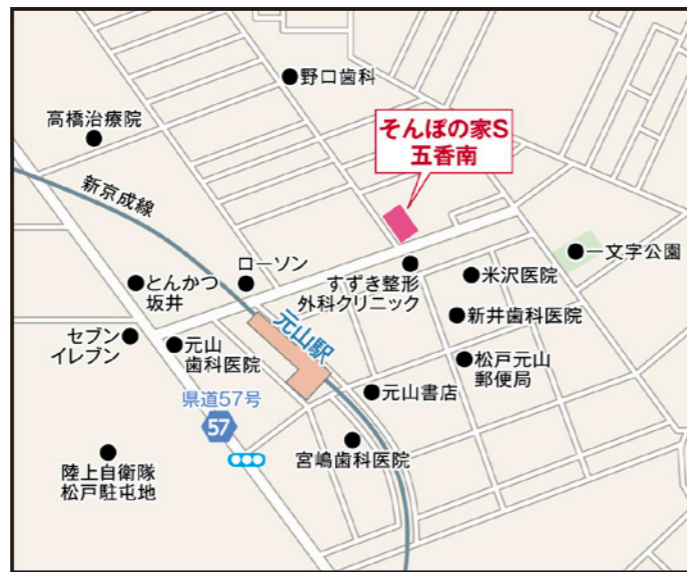 野口歯科
高橋治療院
そんぽの家S
五香南
新京成線
一文字公園
ローソン
とんかつ
坂井
すずき整形
外科クリニック
米沢医院
新井歯科医院
セブン
イレブン
元山
歯科医院
元山駅
松戸元山
郵便局
県道57号
57
元山書店
宮嶋歯科医院
陸上自衛隊
松戸駐屯地